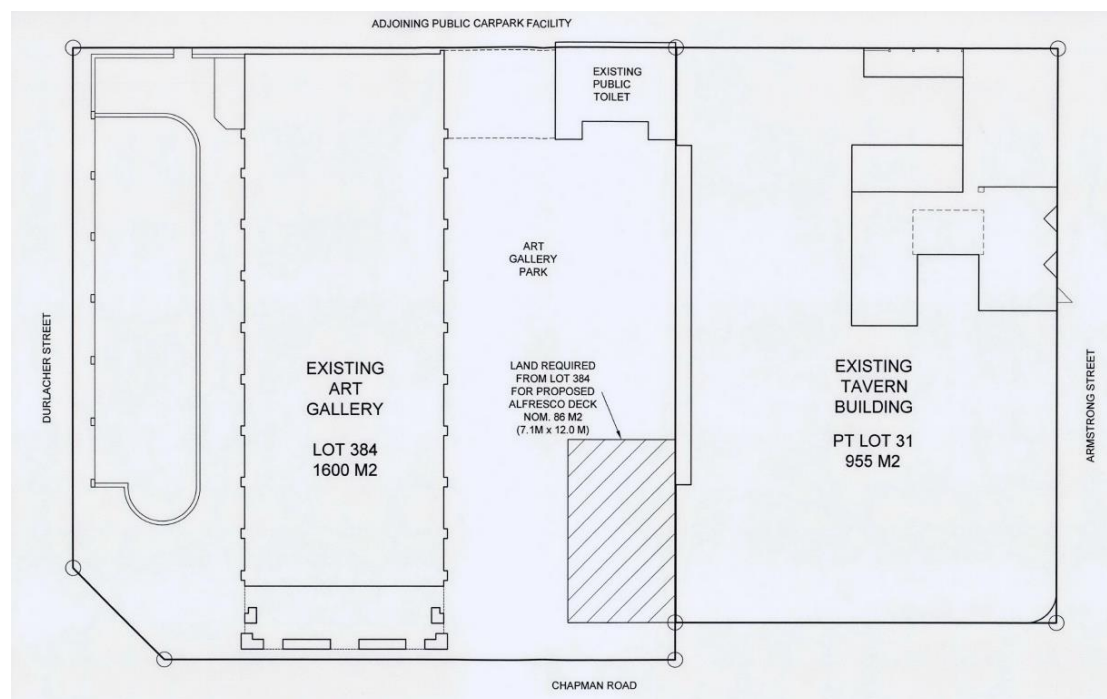 ADJOINING PUBLIC CARPARK FACILITY
EXISTING
PUBLIC
TOILET
ART
GALLERY
PARK
DURLACHER STREET
EXISTING
ART
GALLERY
LOT 384
1600 M2
LAND REQUIRED
FROM LOT 384
FOR PROPOSED
ALFRESCO DECK
NOM. 86 M2
(7.1M x 12.0 M)
EXISTING
TAVERN
BUILDING
PT LOT 31
955 M2
ARMSTRONG STREET
CHAPMAN ROAD